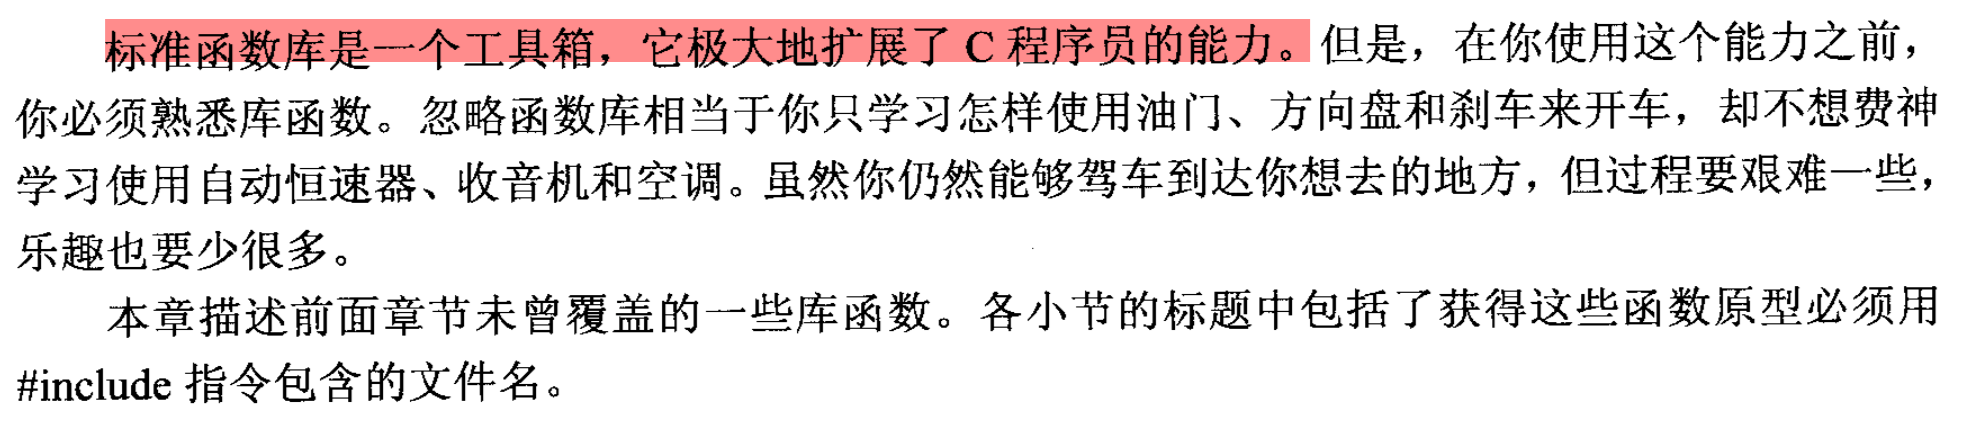 标准函数库是一个工具箱，它极大地扩展了 C 程序员的能力。但是，在你使用这个能力之前，
你必须熟悉库函数。忽略函数库相当于你只学习怎样使用油门、方向盘和刹车来开车，却不想费神
学习使用自动恒速器、收音机和空调。虽然你仍然能够驾车到达你想去的地方，但过程要艰难一些，
乐趣也要少很多。
本章描述前面章节未曾覆盖的一些库函数。各小节的标题中包括了获得这些函数原型必须用
#include 指令包含的文件名。